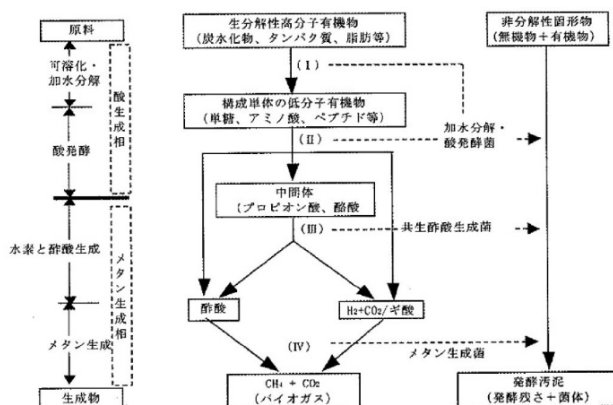 原料
可溶化・
加水分解
酸発酵
水素と酢酸生成
メタン生成
生成物
酸生成相
メタン生成相
生分解性高分子有機物
(炭水化物、タンパク質、脂肪等)
(I)
構成単体の低分子有機物
(単糖、アミノ酸、ペプチド等)
(II)
中間体
(プロピオン酸、酪酸)
(III)
酢酸
H₂+CO₂/ギ酸
(IV)
CH₄ + CO₂
(バイオガス)
加水分解・
酸発酵菌
共生酢酸生成菌
メタン生成菌
非分解性固形物
(無機物+有機物)
発酵汚泥
(発酵残さ+菌体)